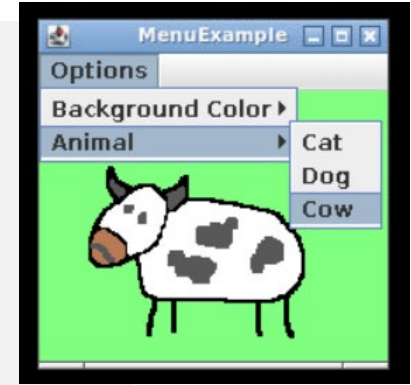 MenuExample
Options
Background Color
Animal
Cat
Dog
Cow